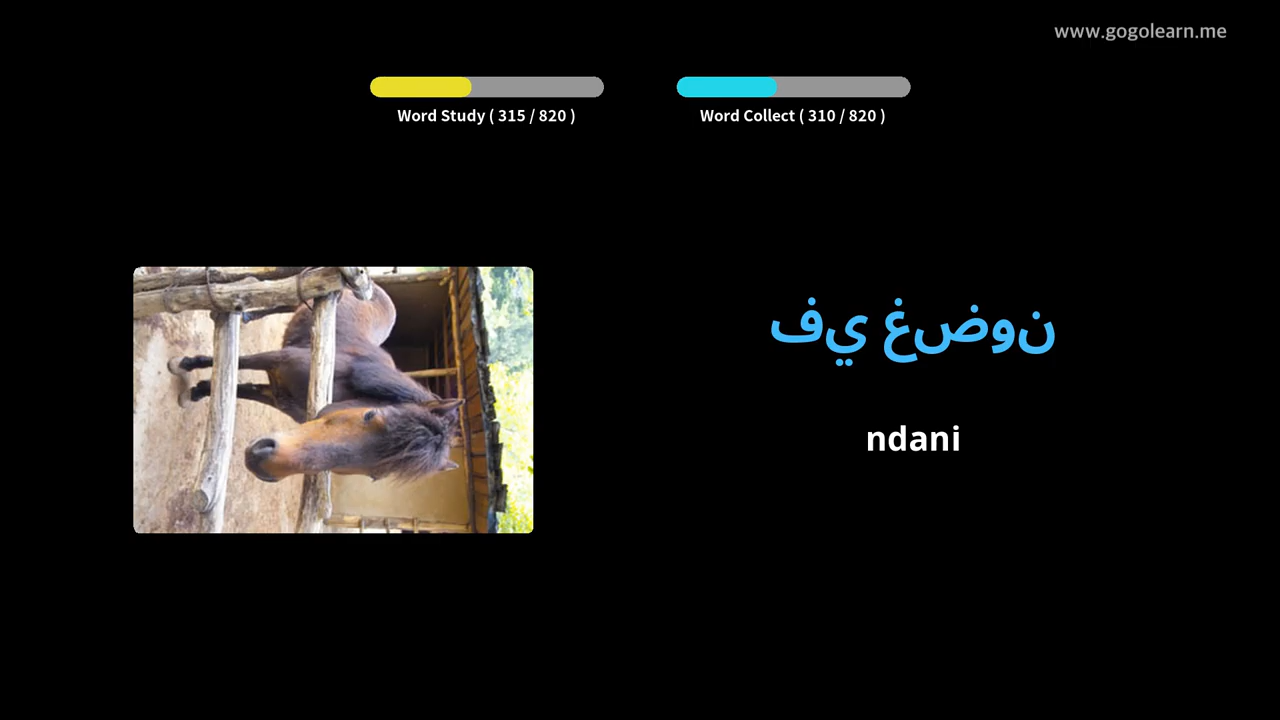 www.gogolearn.me
Word Study ( 315 / 820 )
Word Collect ( 310 / 820 )
في غضون
ndani